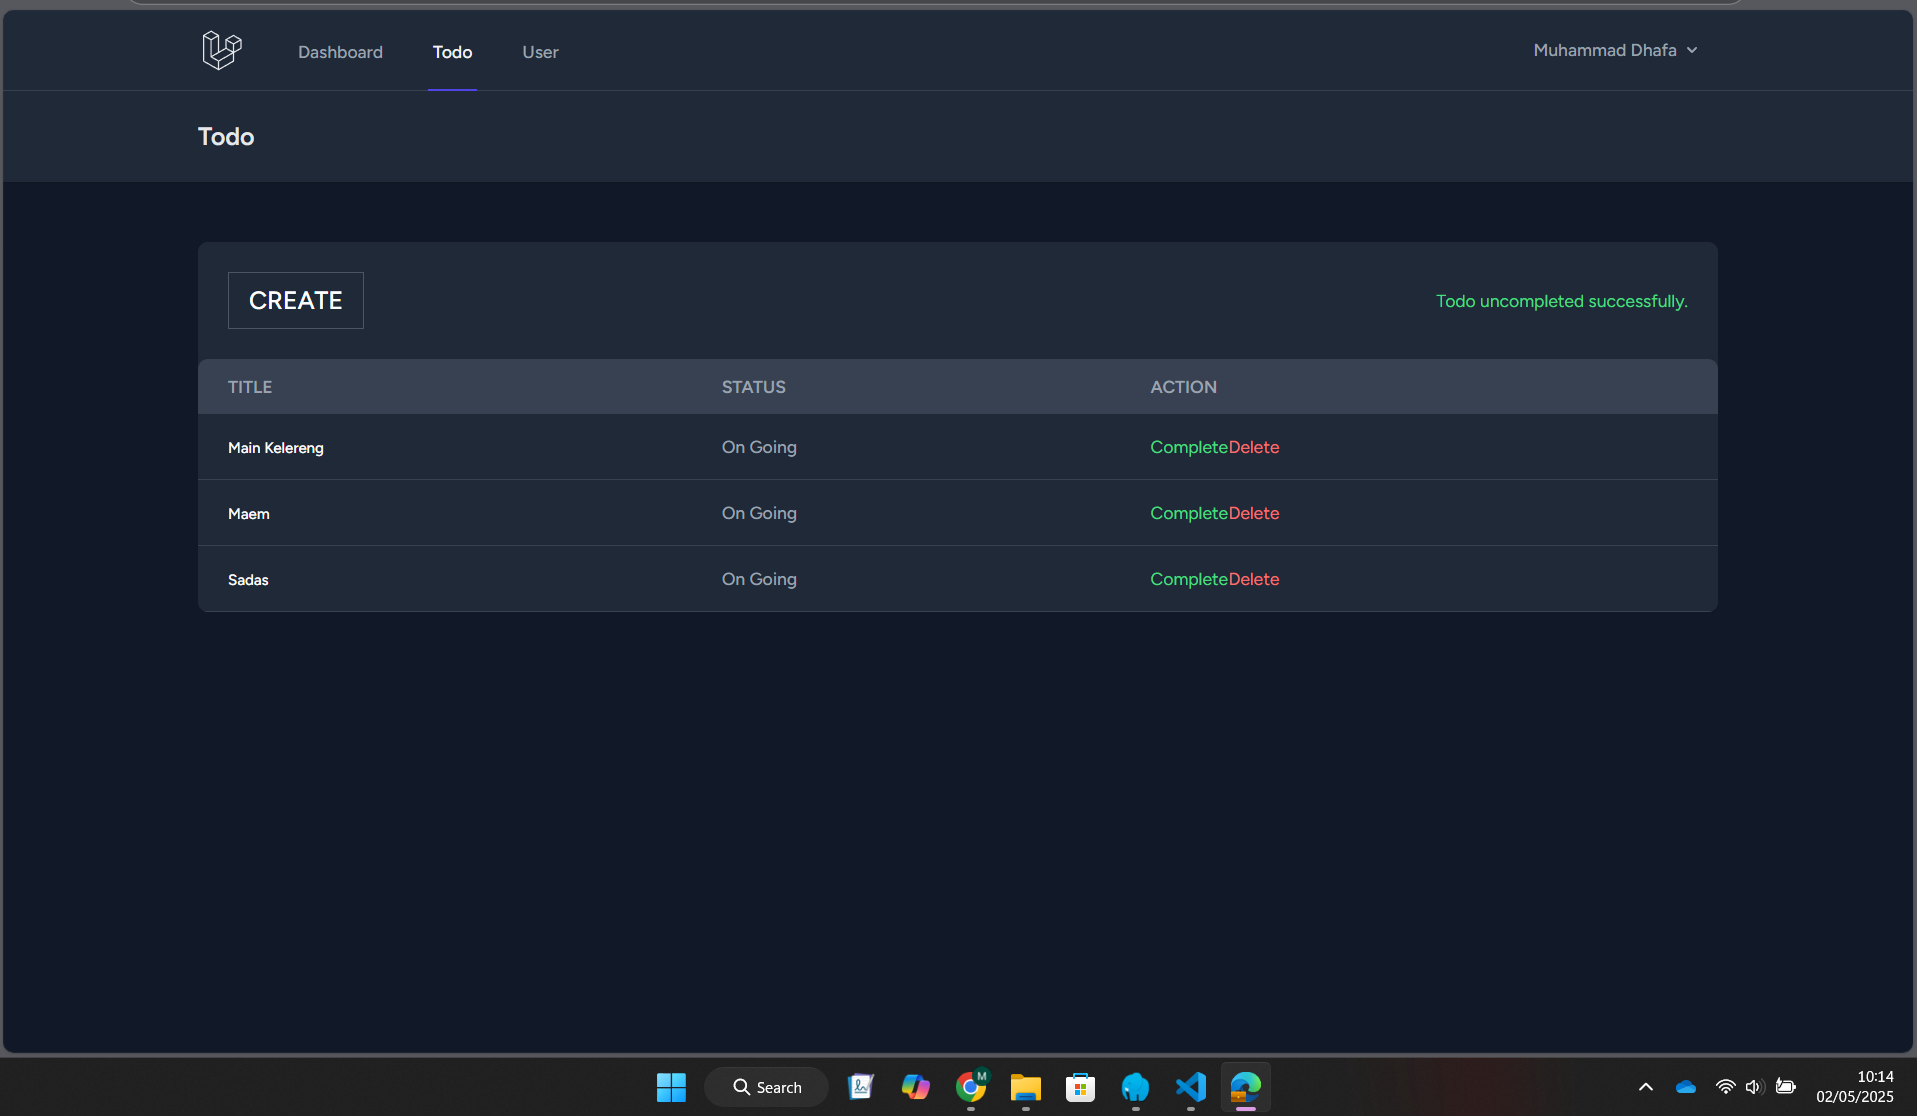 Dashboard Todo User Muhammad Dhafa
Todo
CREATE Todo uncompleted successfully.
TITLE STATUS ACTION
Main Kelereng On Going CompleteDelete
Maem On Going CompleteDelete
Sadas On Going CompleteDelete
Search M 10:14
02/05/2025